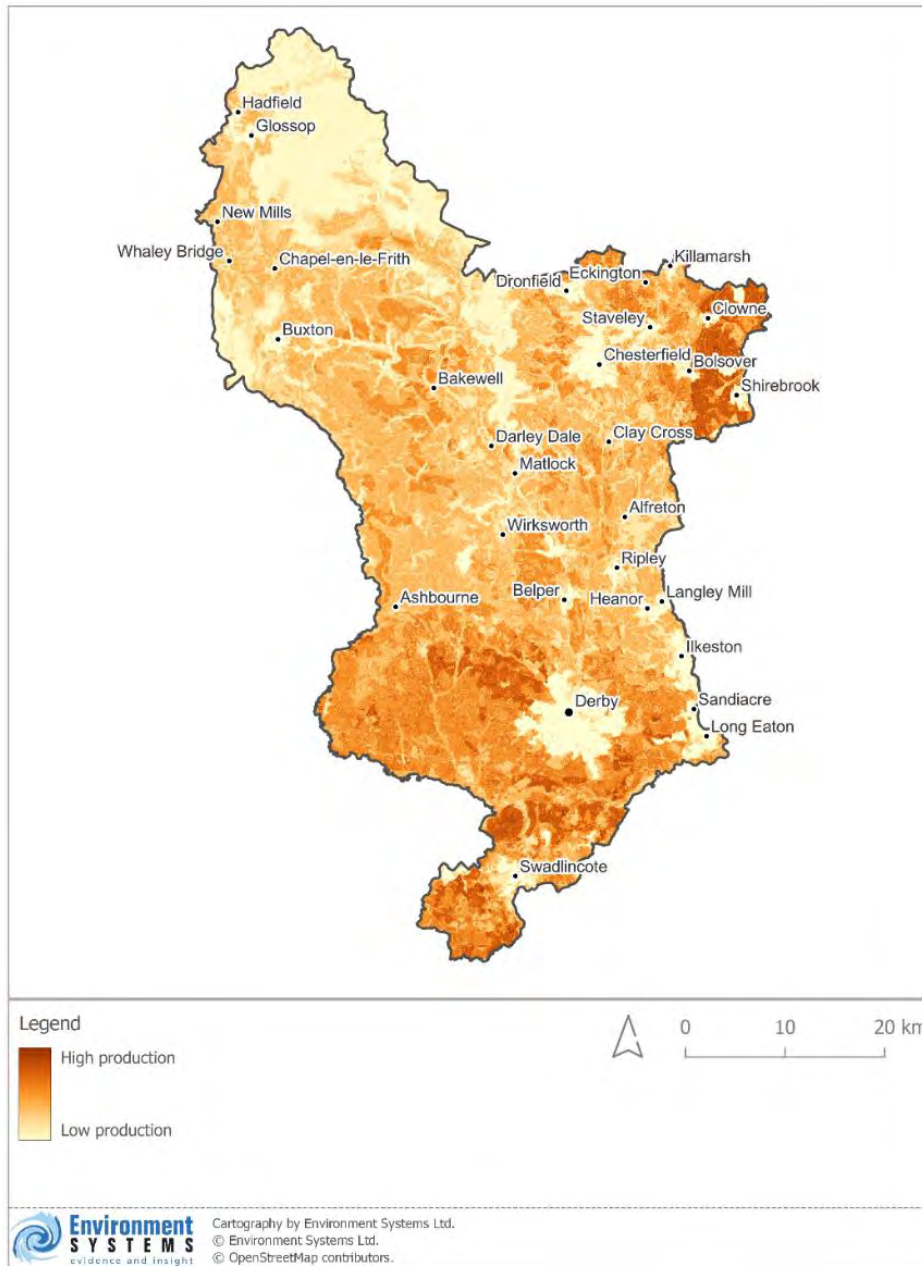 Hadfield
Glossop
New Mills
Whaley Bridge
Chapel-en-le-Frith
Killamarsh
Eckington
Dronfield
Clowne
Staveley
Buxton
Chesterfield
Bolsover
Bakewell
Shirebrook
Darley Dale
Clay Cross
Matlock
Alfreton
Wirksworth
Ripley
Belper
Langley Mill
Ashbourne
Heanor
Ilkeston
Derby
Sandiacre
Long Eaton
Swadlincote
Legend
High production
Low production
0 10 20 km
Environment
SYSTEMS
evidence and insight
Cartography by Environment Systems Ltd.
© Environment Systems Ltd.
© OpenStreetMap contributors.